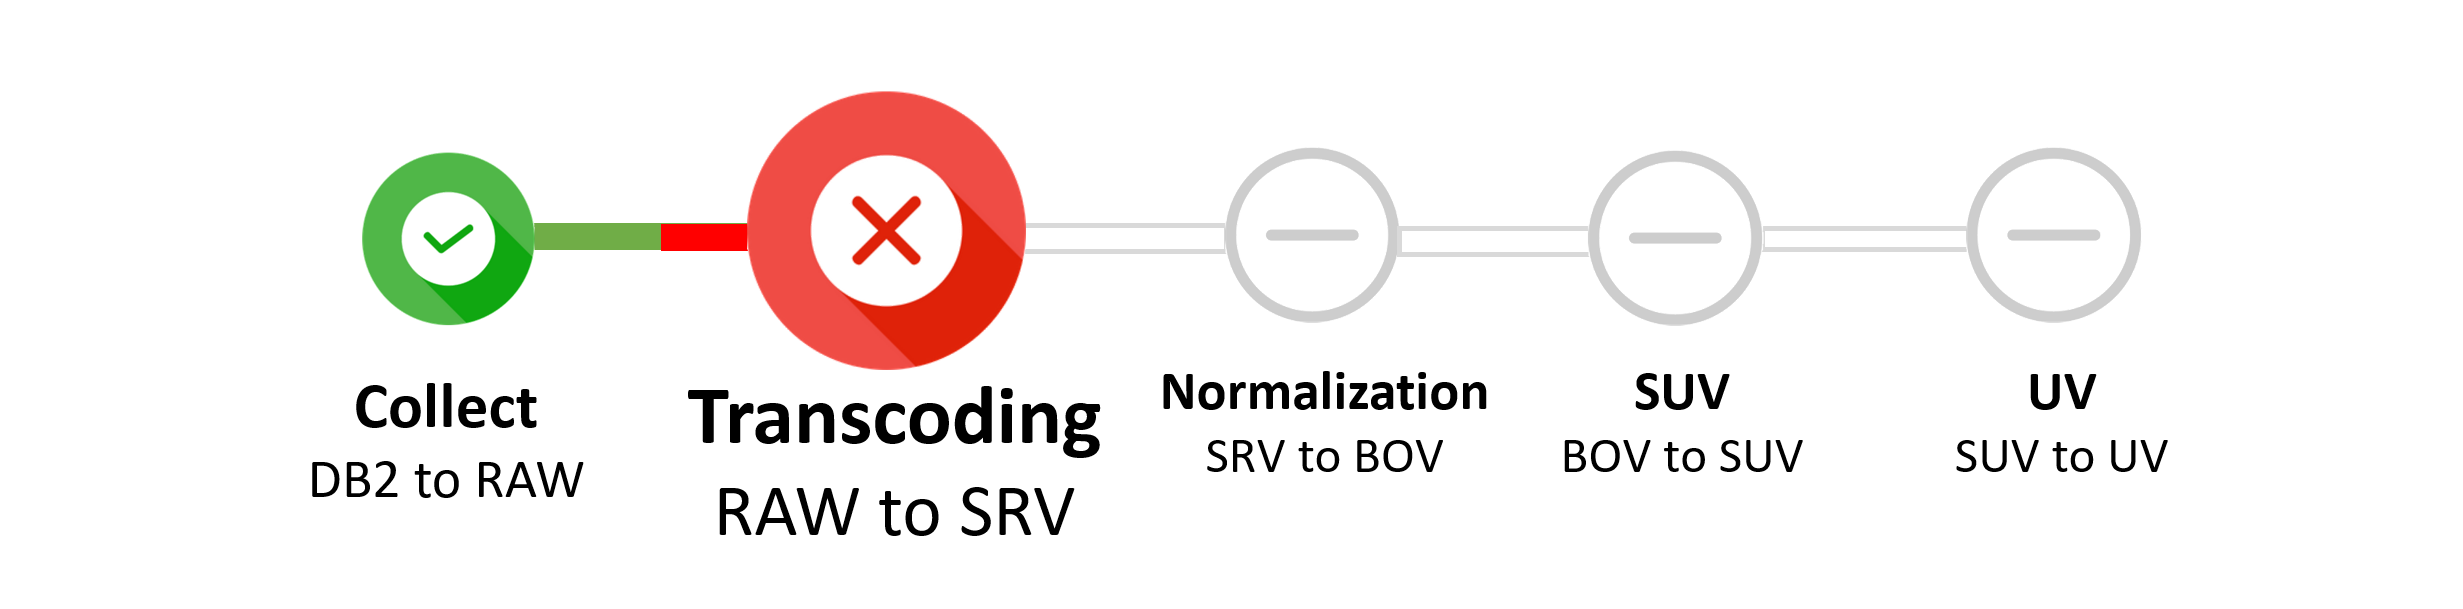 Collect
DB2 to RAW
Transcoding
RAW to SRV
Normalization
SRV to BOV
SUV
BOV to SUV
UV
SUV to UV